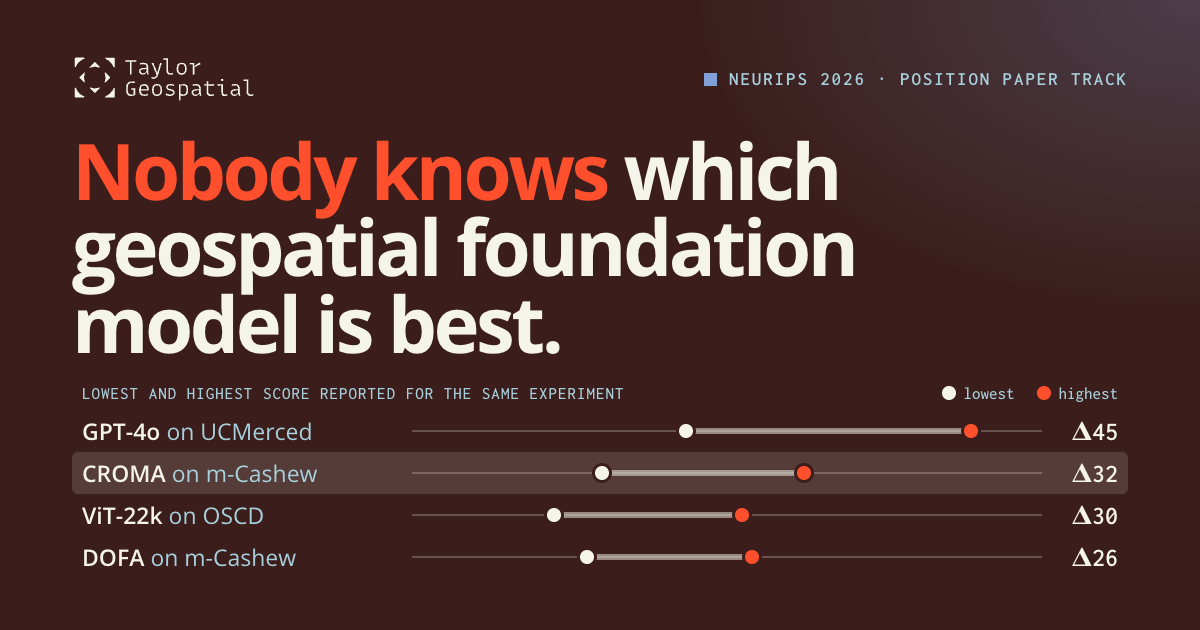 Taylor
Geospatial
NEURIPS 2026 · POSITION PAPER TRACK
Nobody knows which
geospatial foundation
model is best.
LOWEST AND HIGHEST SCORE REPORTED FOR THE SAME EXPERIMENT
lowest highest
GPT-4o on UCMerced Δ45
CROMA on m-Cashew Δ32
ViT-22k on OSCD Δ30
DOFA on m-Cashew Δ26